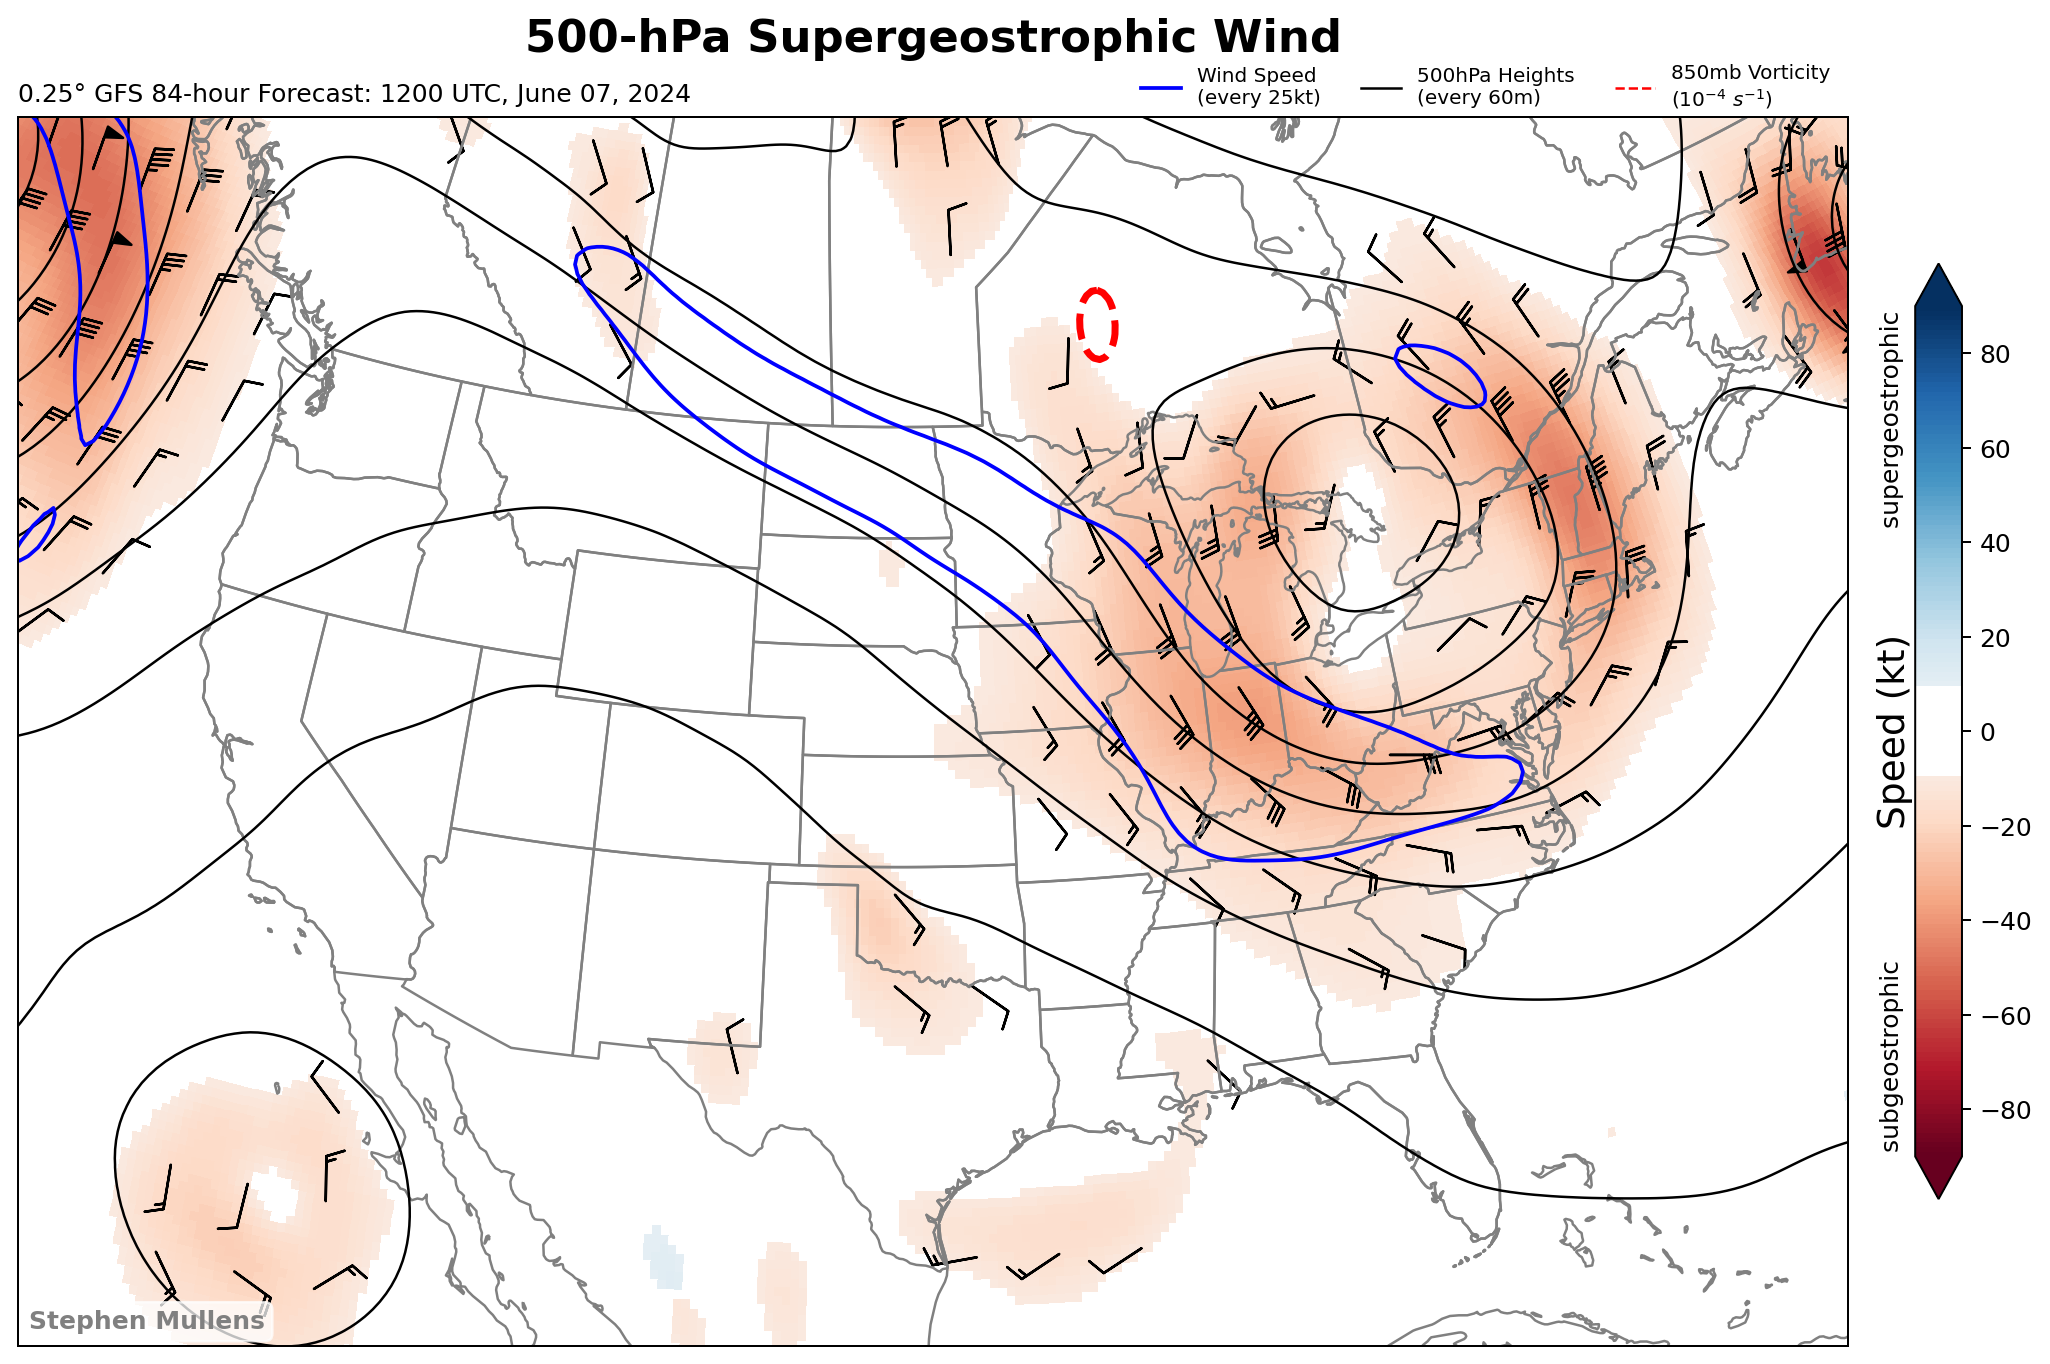 500-hPa Supergeostrophic Wind
0.25° GFS 84-hour Forecast: 1200 UTC, June 07, 2024
Wind Speed
(every 25kt)
500hPa Heights
(every 60m)
850mb Vorticity
(10⁻⁴ s⁻¹)
supergeostrophic
Speed (kt)
subgeostrophic
80
60
40
20
0
−20
−40
−60
−80
Stephen Mullens